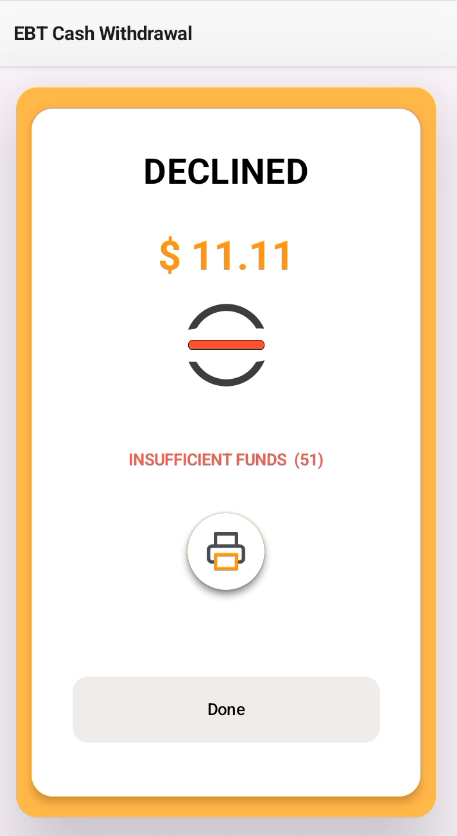 EBT Cash Withdrawal
DECLINED
$ 11.11
INSUFFICIENT FUNDS (51)
Done